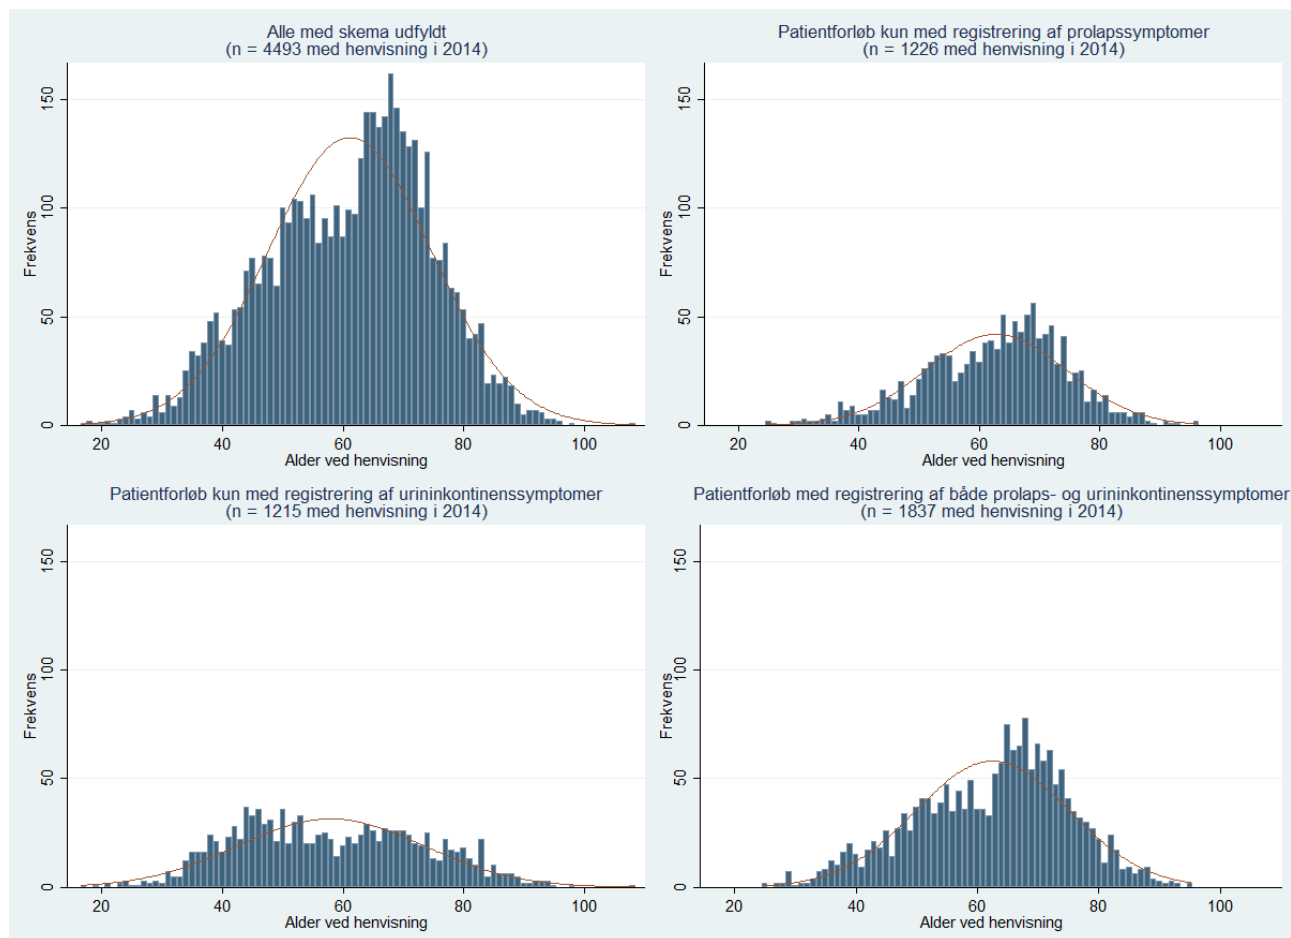 Alle med skema udfyldt
(n = 4493 med henvisning i 2014)
Frekvens
150
100
50
0
20 40 60 80 100
Alder ved henvisning
Patientforløb kun med registrering af prolapssymptomer
(n = 1226 med henvisning i 2014)
Frekvens
150
100
50
0
20 40 60 80 100
Alder ved henvisning
Patientforløb kun med registrering af urininkontinenssymptomer
(n = 1215 med henvisning i 2014)
Frekvens
150
100
50
0
20 40 60 80 100
Alder ved henvisning
Patientforløb med registrering af både prolaps- og urininkontinenssymptomer
(n = 1837 med henvisning i 2014)
Frekvens
150
100
50
0
20 40 60 80 100
Alder ved henvisning